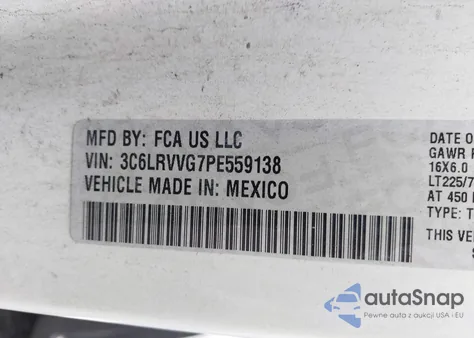 MFD BY: FCA US LLC
VIN: 3C6LRVVG7PE559138
VEHICLE MADE IN: MEXICO
DATE O
GAWR
16X6.0
LT225/7
AT 450
TYPE: T
THIS VE
autoSnap
Pewne auta z aukcji USA i EU